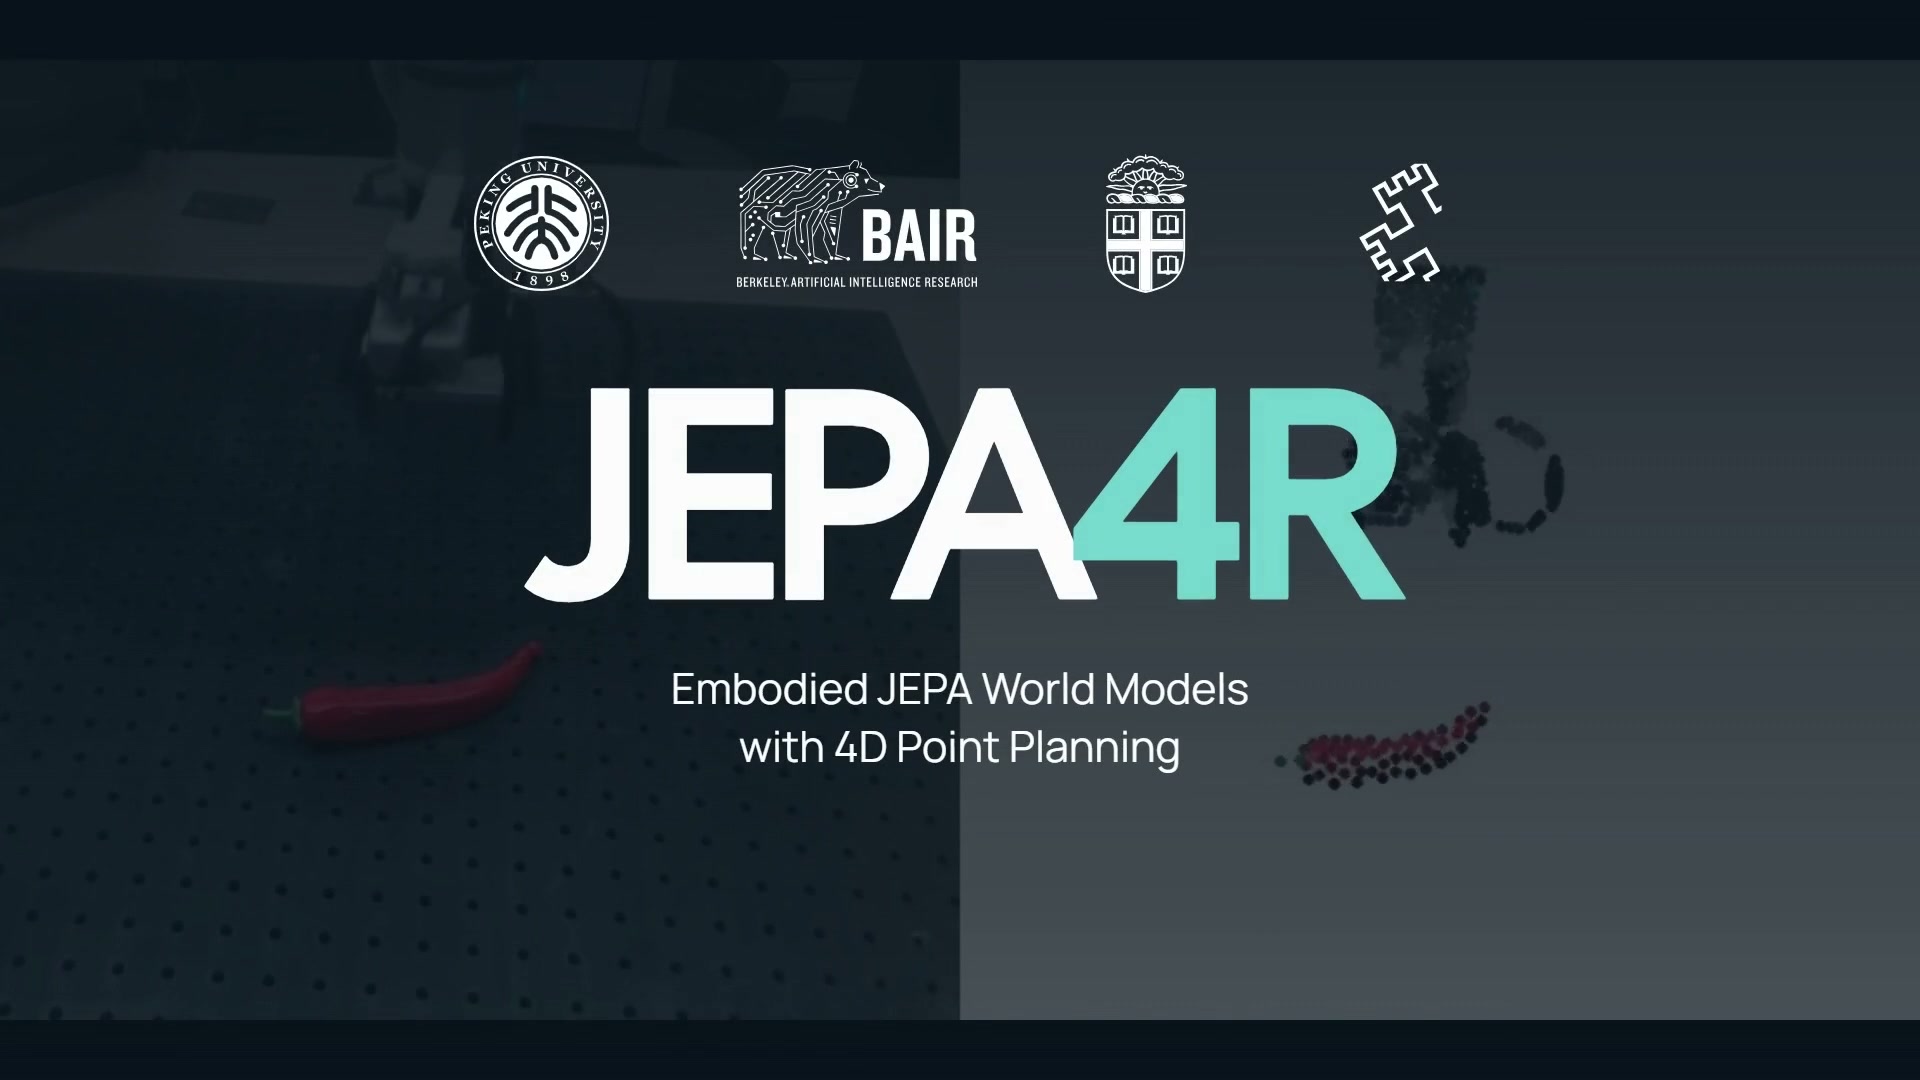 PEKING UNIVERSITY
1898
BAIR
BERKELEY ARTIFICIAL INTELLIGENCE RESEARCH
JEPA4R
Embodied JEPA World Models
with 4D Point Planning